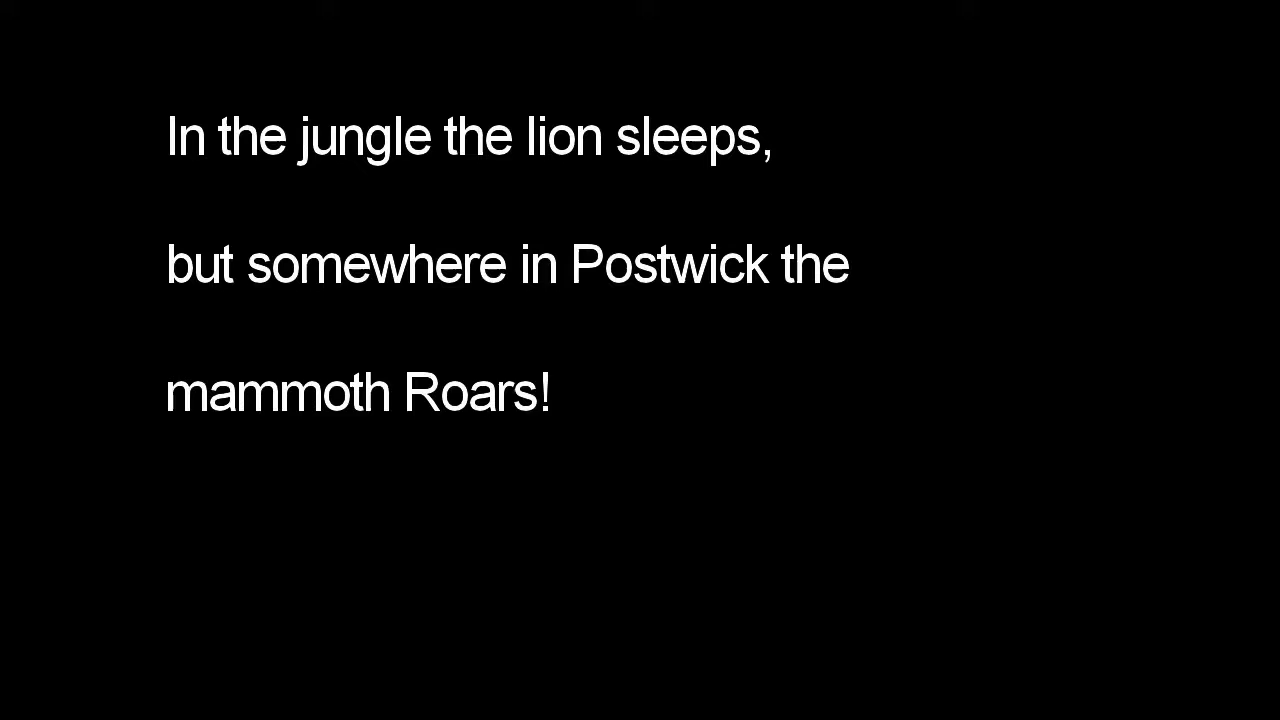 In the jungle the lion sleeps,
but somewhere in Postwick the
mammoth Roars!